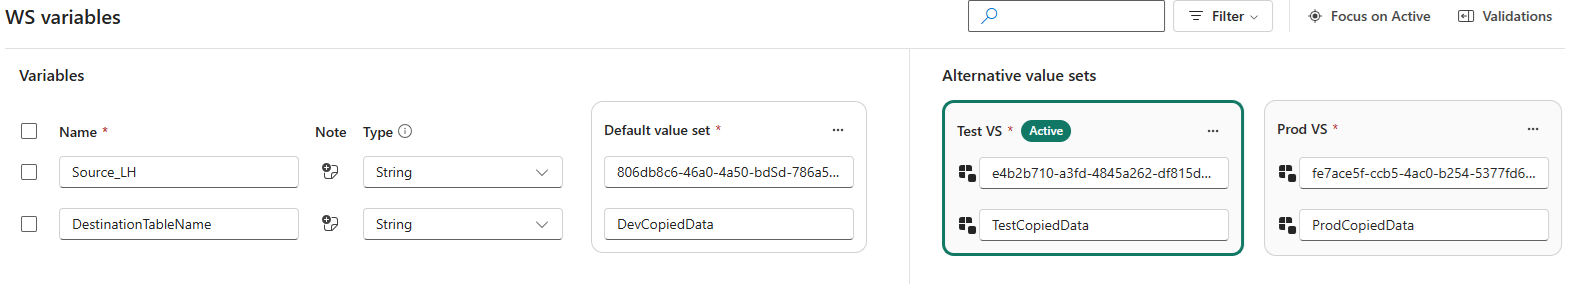 WS variables
Filter
Focus on Active
Validations
Variables
Alternative value sets
Name *
Note
Type
Default value set *
...
Test VS *
Active
...
Prod VS *
...
Source_LH
String
806db8c6-46a0-4a50-bdSd-786a5...
e4b2b710-a3fd-4845a262-df815d...
fe7ace5f-ccb5-4ac0-b254-5377fd6...
DestinationTableName
String
DevCopiedData
TestCopiedData
ProdCopiedData